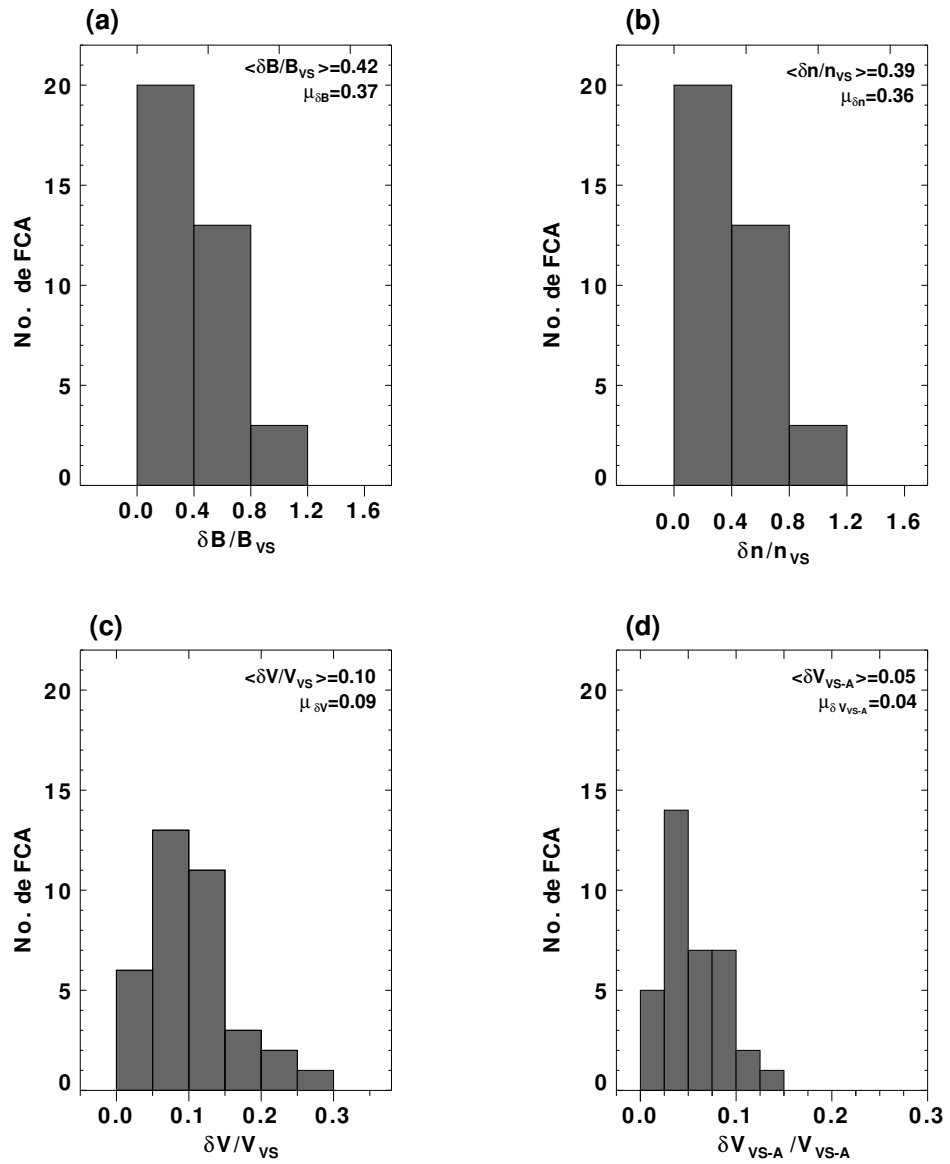 (a)
<δB/B_VS>=0.42
μ_δB=0.37
20
15
10
5
0
No. de FCA
0.0 0.4 0.8 1.2 1.6
δB/B_VS
(b)
<δn/n_VS>=0.39
μ_δn=0.36
20
15
10
5
0
No. de FCA
0.0 0.4 0.8 1.2 1.6
δn/n_VS
(c)
<δV/V_VS>=0.10
μ_δV=0.09
20
15
10
5
0
No. de FCA
0.0 0.1 0.2 0.3
δV/V_VS
(d)
<δV_VS-A>=0.05
μ_δ V_VS-A=0.04
20
15
10
5
0
No. de FCA
0.0 0.1 0.2 0.3
δV_VS-A/V_VS-A